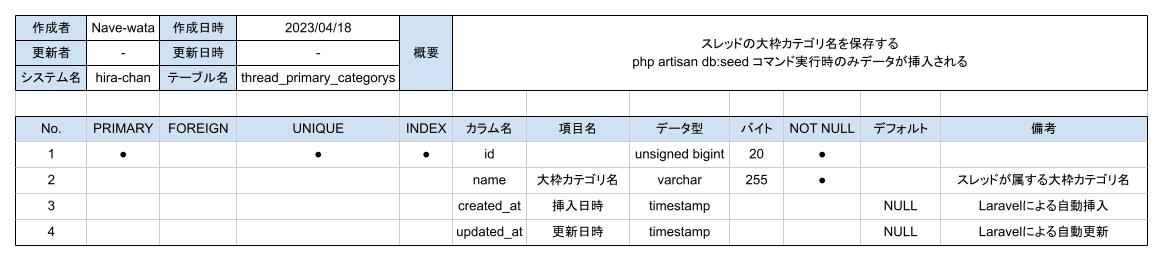 作成者 Nave-wata 作成日時 2023/04/18 概要 スレッドの大枠カテゴリ名を保存する
php artisan db:seed コマンド実行時のみデータが挿入される
更新者 - 更新日時 -
システム名 hira-chan テーブル名 thread_primary_categorys
No. PRIMARY FOREIGN UNIQUE INDEX カラム名 項目名 データ型 バイト NOT NULL デフォルト 備考
1 ● ● ● id unsigned bigint 20 ●
2 name 大枠カテゴリ名 varchar 255 ● スレッドが属する大枠カテゴリ名
3 created_at 挿入日時 timestamp NULL Laravelによる自動挿入
4 updated_at 更新日時 timestamp NULL Laravelによる自動更新